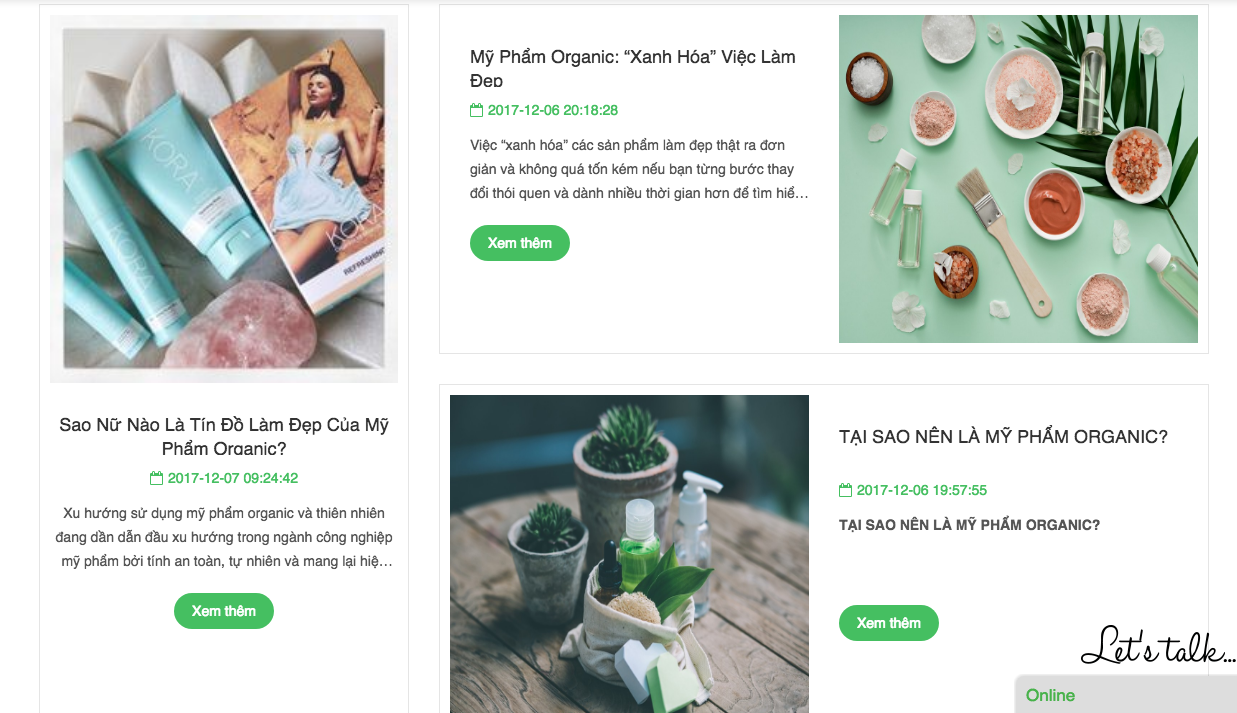 KORA
KORA
KORA
REFRESHING
Sao Nữ Nào Là Tín Đồ Làm Đẹp Của Mỹ
Phẩm Organic?
2017-12-07 09:24:42
Xu hướng sử dụng mỹ phẩm organic và thiên nhiên
đang dần dẫn đầu xu hướng trong ngành công nghiệp
mỹ phẩm bởi tính an toàn, tự nhiên và mang lại hiệ…
Xem thêm
Mỹ Phẩm Organic: “Xanh Hóa” Việc Làm
Đẹp
2017-12-06 20:18:28
Việc “xanh hóa” các sản phẩm làm đẹp thật ra đơn
giản và không quá tốn kém nếu bạn từng bước thay
đổi thói quen và dành nhiều thời gian hơn để tìm hiể…
Xem thêm
TẠI SAO NÊN LÀ MỸ PHẨM ORGANIC?
2017-12-06 19:57:55
TẠI SAO NÊN LÀ MỸ PHẨM ORGANIC?
Xem thêm
Let's talk...
Online